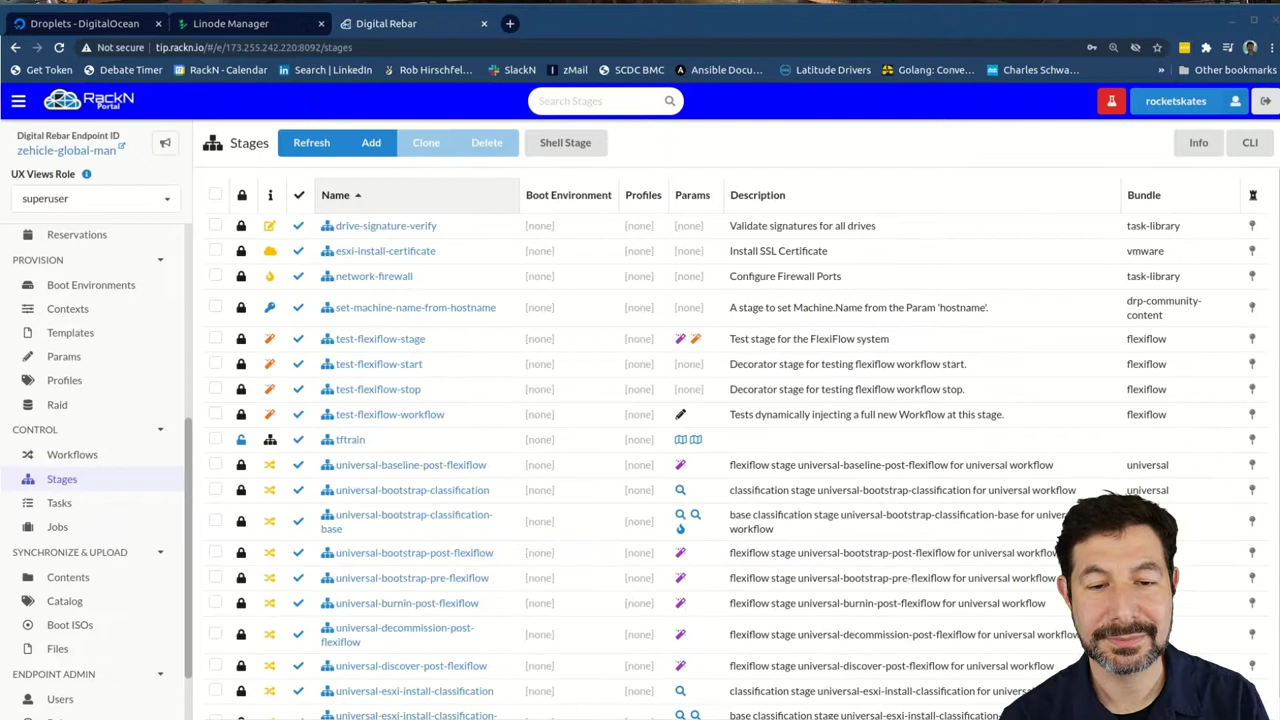 Droplets - DigitalOcean
Linode Manager
Digital Rebar
Not secure
tip.rackn.io/#/e/173.255.242.220:8092/stages
Get Token
Debate Timer
RackN - Calendar
Search | LinkedIn
Rob Hirschfel...
SlackN
zMail
SCDC BMC
Ansible Docu...
Latitude Drivers
Golang: Conve...
Charles Schwa...
»
Other bookmarks
RackN
Portal
Search Stages
rocketskates
Digital Rebar Endpoint ID
zehicle-global-man
UX Views Role
superuser
Stages
Refresh
Add
Clone
Delete
Shell Stage
Info
CLI
Reservations
PROVISION
Boot Environments
Contexts
Templates
Params
Profiles
Raid
CONTROL
Workflows
Stages
Tasks
Jobs
SYNCHRONIZE & UPLOAD
Contents
Catalog
Boot ISOs
Files
ENDPOINT ADMIN
Users
Name Boot Environment Profiles Params Description Bundle
drive-signature-verify [none] [none] [none] Validate signatures for all drives task-library
esxi-install-certificate [none] [none] [none] Install SSL Certificate vmware
network-firewall [none] [none] [none] Configure Firewall Ports task-library
set-machine-name-from-hostname [none] [none] [none] A stage to set Machine.Name from the Param 'hostname'. drp-community-
content
test-flexiflow-stage [none] [none] Test stage for the FlexiFlow system flexiflow
test-flexiflow-start [none] [none] [none] Decorator stage for testing flexiflow workflow start. flexiflow
test-flexiflow-stop [none] [none] [none] Decorator stage for testing flexiflow workflow stop. flexiflow
test-flexiflow-workflow [none] [none] Tests dynamically injecting a full new Workflow at this stage. flexiflow
tftrain [none] [none]
universal-baseline-post-flexiflow [none] [none] flexiflow stage universal-baseline-post-flexiflow for universal workflow universal
universal-bootstrap-classification [none] [none] classification stage universal-bootstrap-classification for universal workflow universal
universal-bootstrap-classification-
base [none] [none] base classification stage universal-bootstrap-classification-base for univer
workflow
universal-bootstrap-post-flexiflow [none] [none] flexiflow stage universal-bootstrap-post-flexiflow for universal workflow
universal-bootstrap-pre-flexiflow [none] [none] flexiflow stage universal-bootstrap-pre-flexiflow for universal workflow
universal-burnin-post-flexiflow [none] [none] flexiflow stage universal-burnin-post-flexiflow for universal workflow
universal-decommission-post-
flexiflow [none] [none] flexiflow stage universal-decommission-post-flexiflow for universal
universal-discover-post-flexiflow [none] [none] flexiflow stage universal-discover-post-flexiflow for universal workflow
universal-esxi-install-classification [none] [none] classification stage universal-esxi-install-classification for universal
universal-esxi-install-classification- base classification stage universal-esxi-install-classification-base